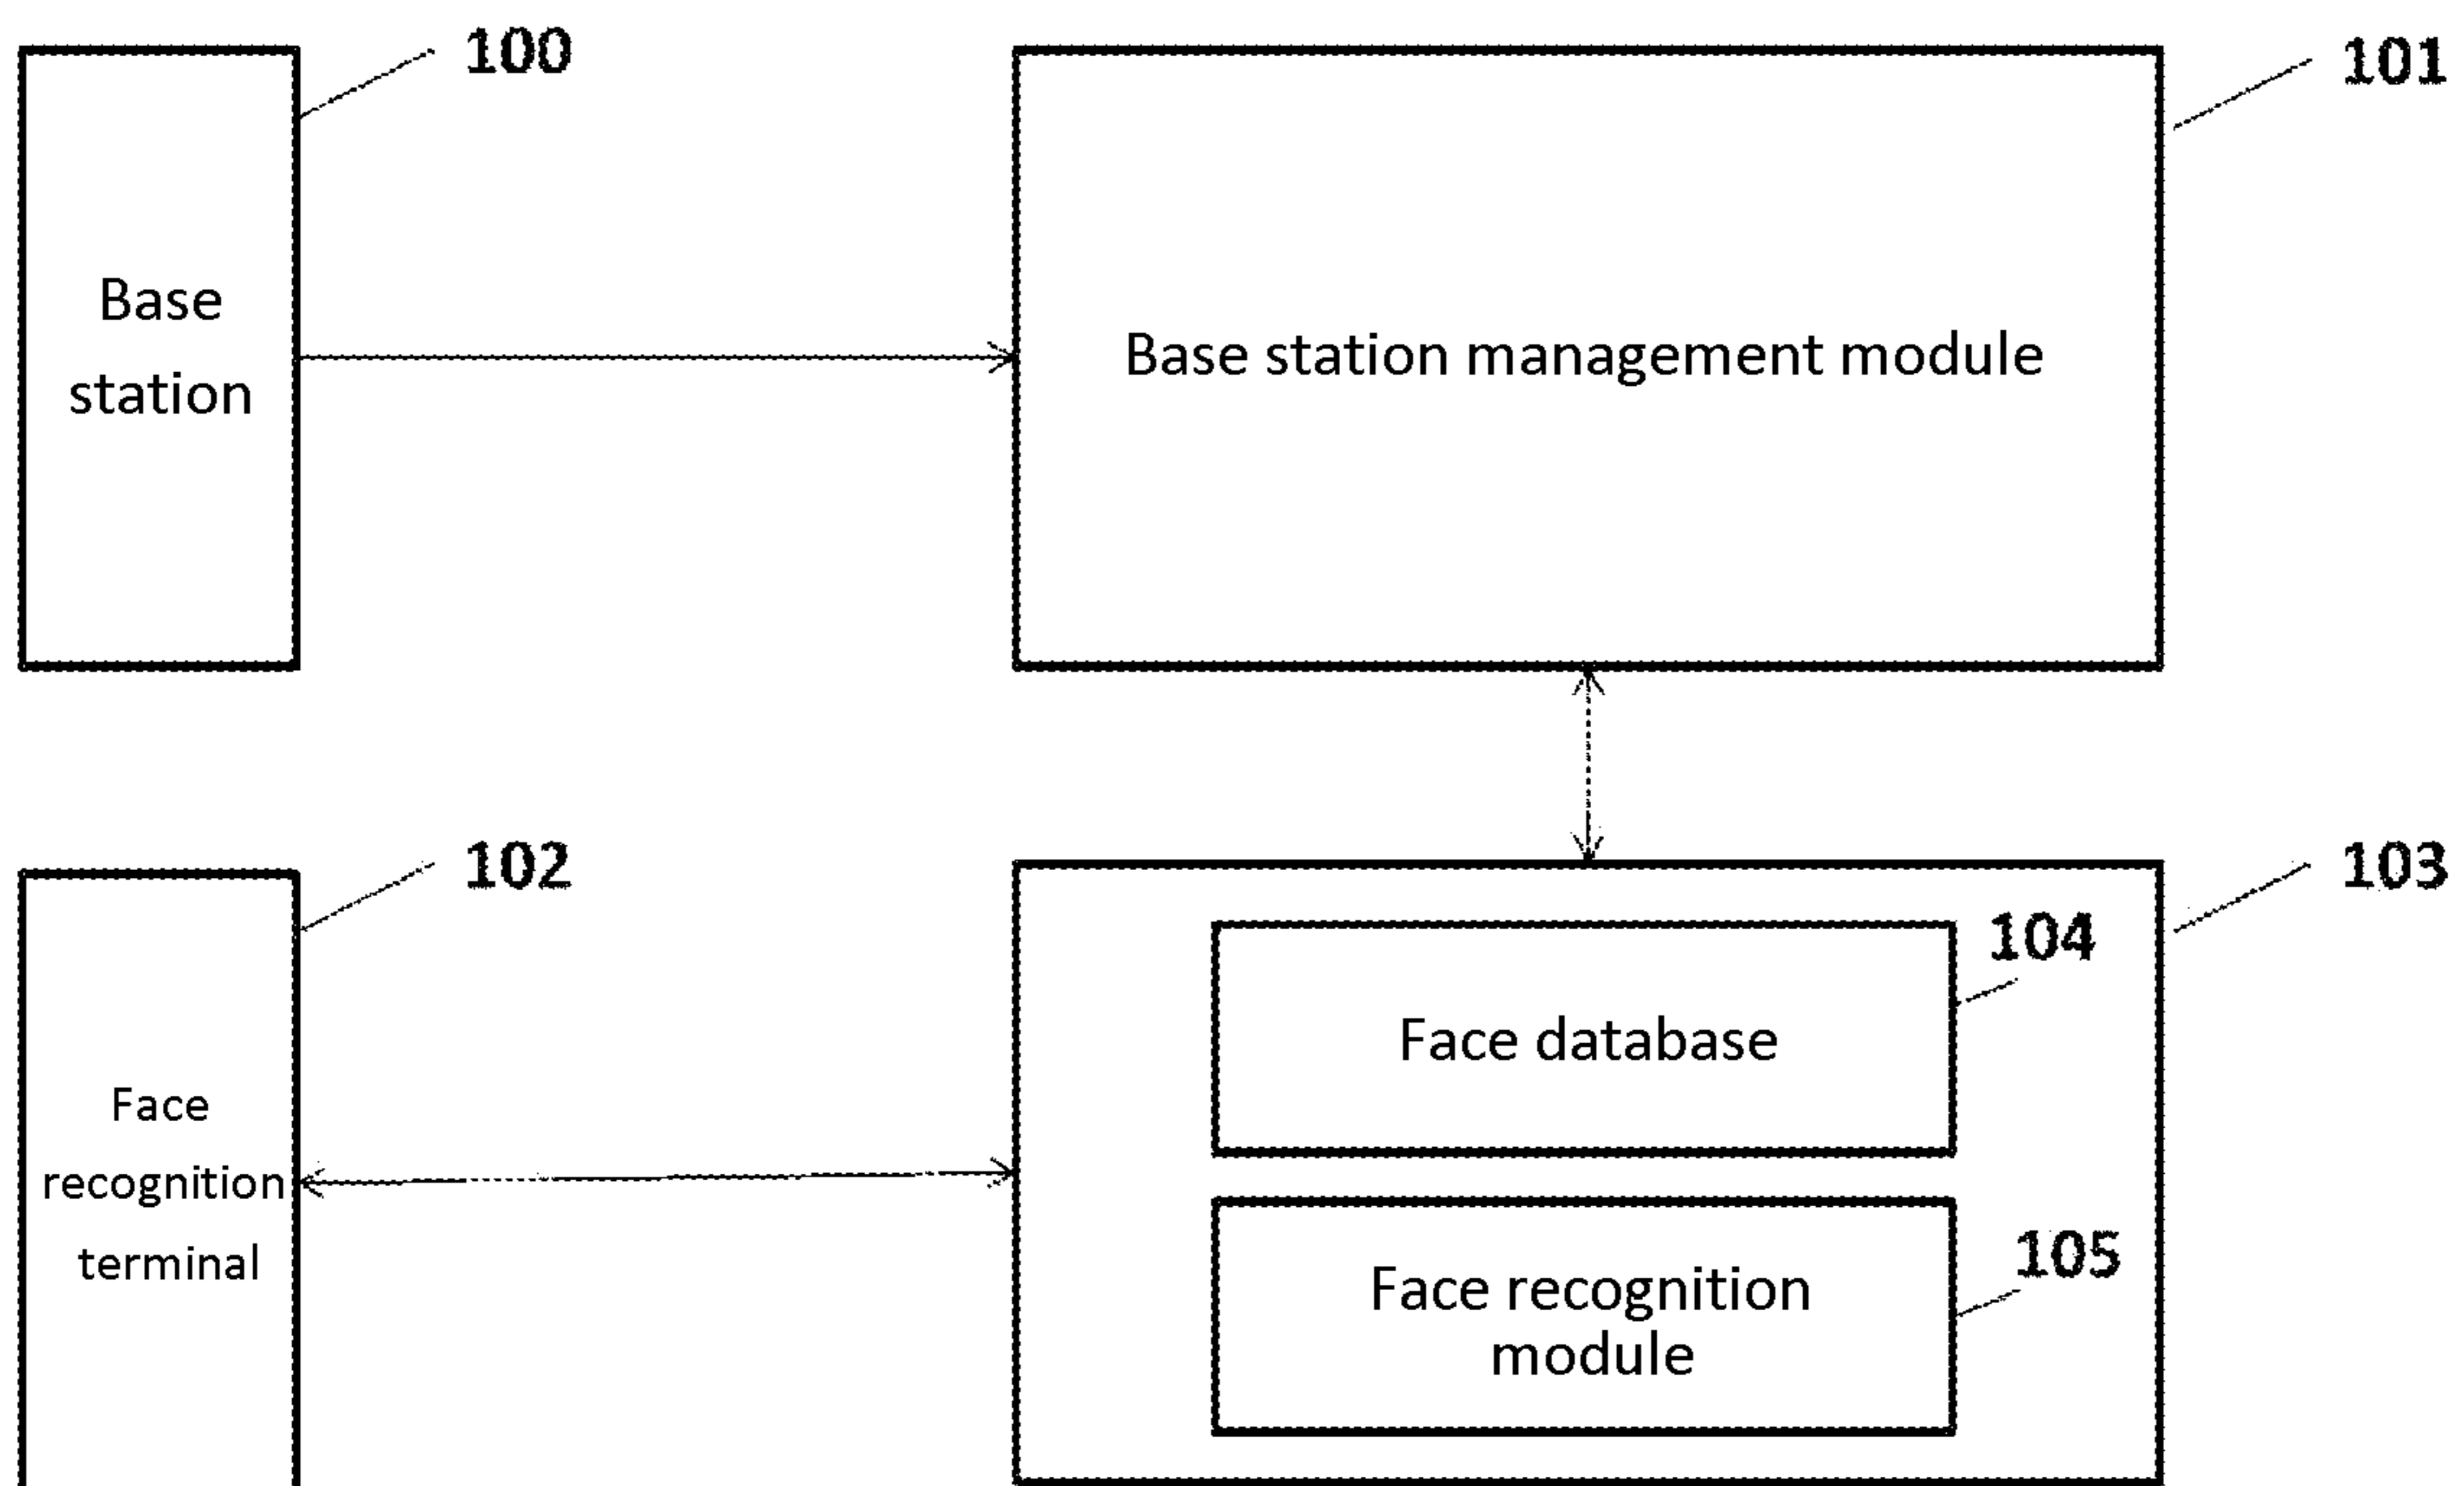 100
101
Base
station
Base station management module
102
103
104
Face database
Face
recognition
terminal
105
Face recognition
module